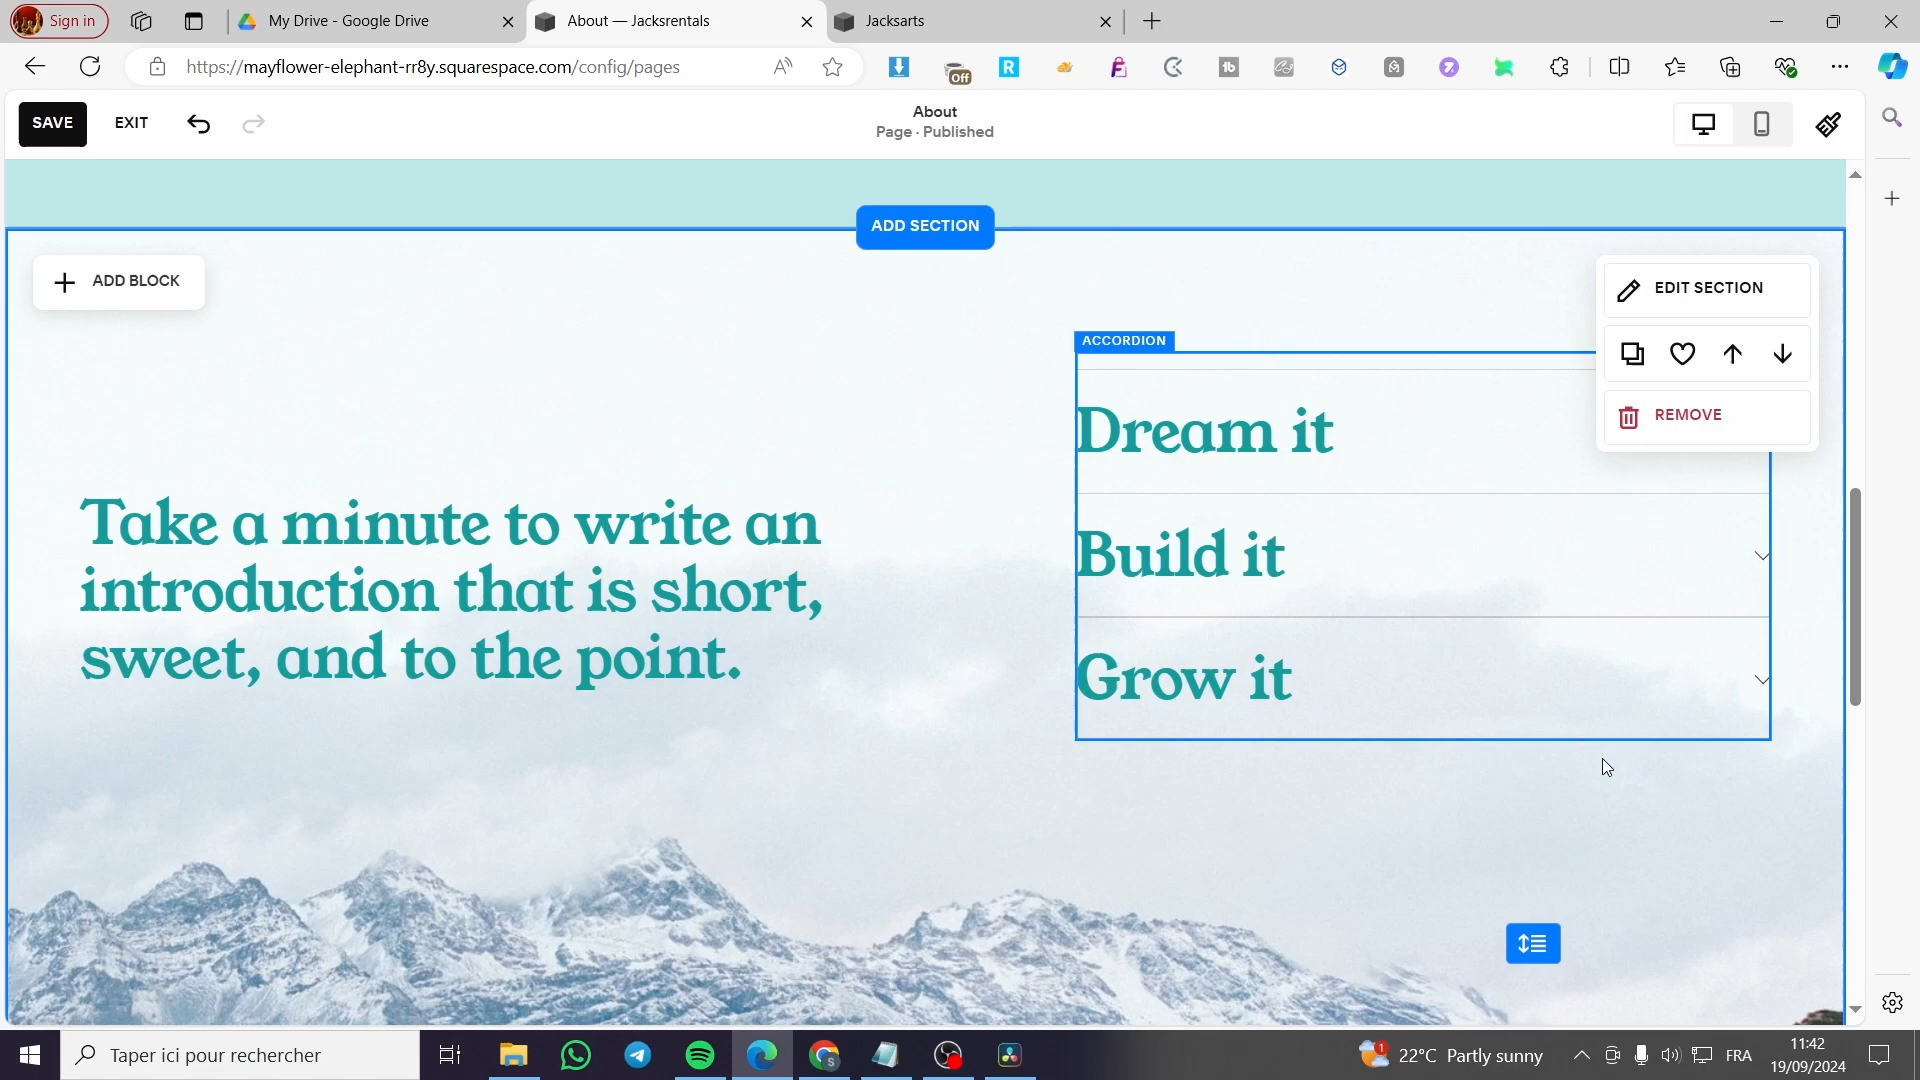 Sign in
My Drive - Google Drive
About — Jacksrentals
Jacksarts
https://mayflower-elephant-rr8y.squarespace.com/config/pages
Off
SAVE
EXIT
About
Page · Published
ADD SECTION
ADD BLOCK
EDIT SECTION
REMOVE
ACCORDION
Dream it
Build it
Grow it
Take a minute to write an
introduction that is short,
sweet, and to the point.
Taper ici pour rechercher
22°C Partly sunny
FRA
11:42
19/09/2024